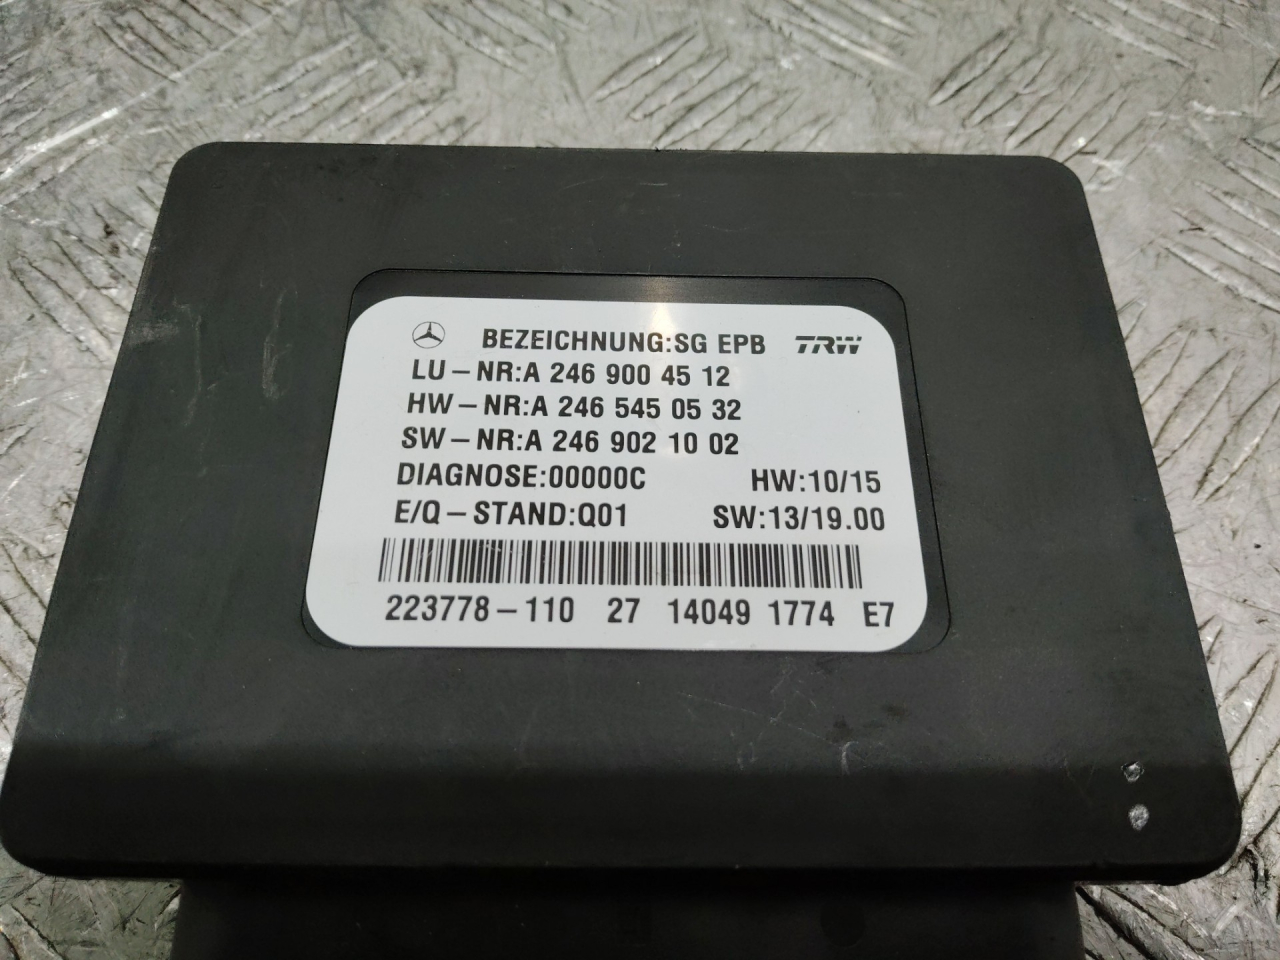 BEZEICHNUNG:SG EPB TRW
LU-NR:A 246 900 45 12
HW-NR:A 246 545 05 32
SW-NR:A 246 902 10 02
DIAGNOSE:00000C HW:10/15
E/Q-STAND:Q01 SW:13/19.00
223778-110 27 14049 1774 E7